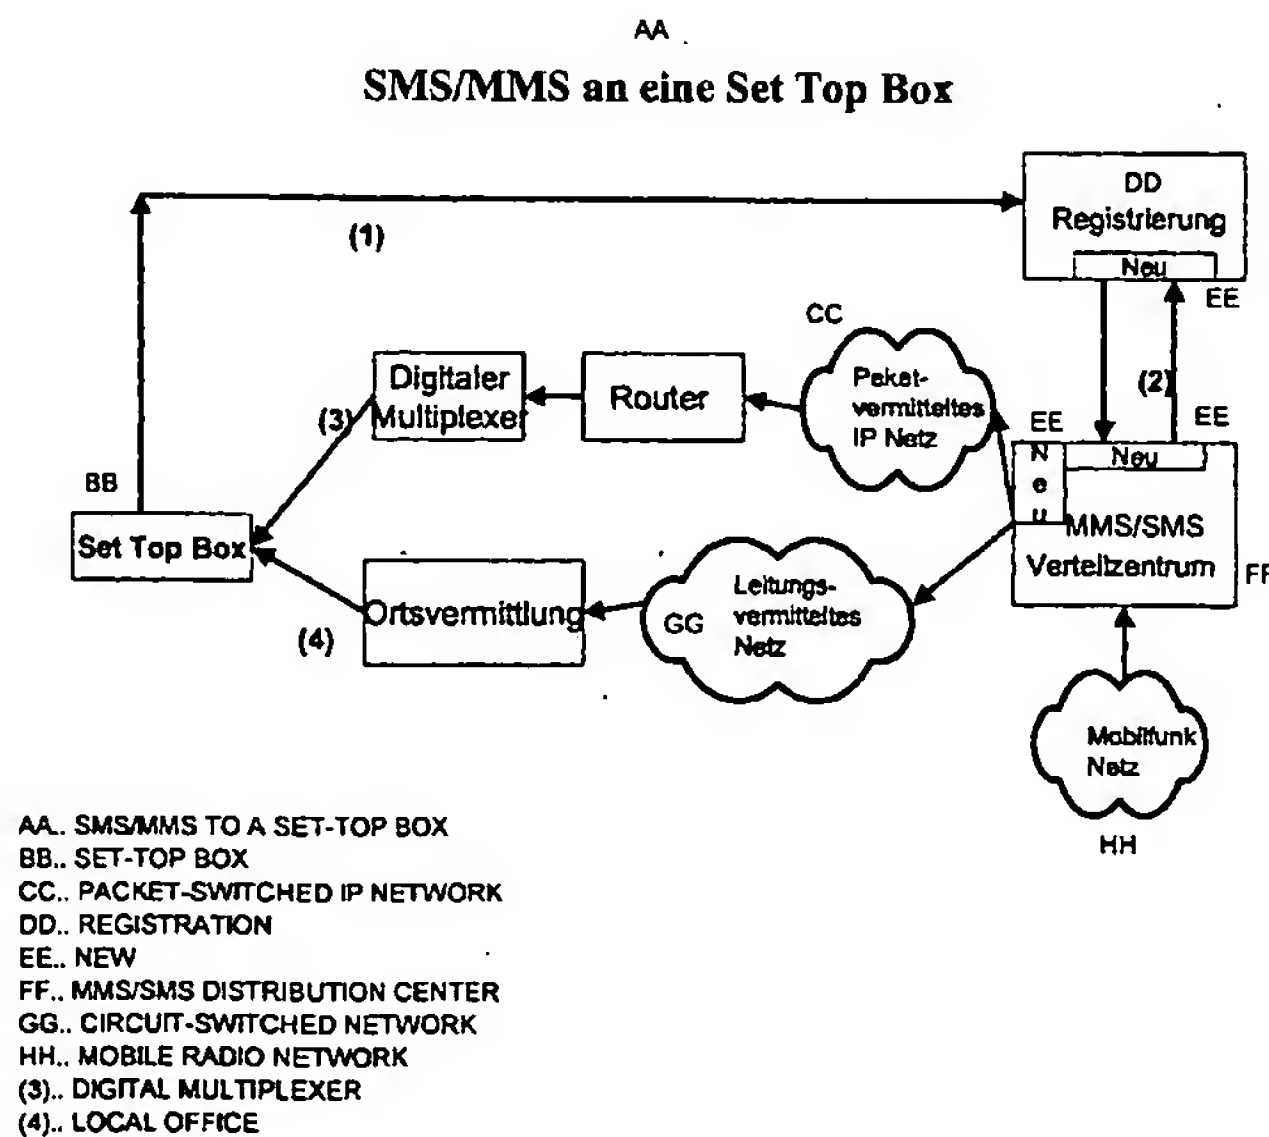 AA
SMS/MMS an eine Set Top Box
DD
Registrierung
Neu
EE
(1)
CC
Digitaler
Multiplexer
Router
Paket-
vermitteltes
IP Netz
(2)
(3)
EE
EE
Neu
Neu
MMS/SMS
Verteilzentrum
FF
BB
Set Top Box
Ortsvermittlung
(4)
GG
Leitungs-
vermitteltes
Netz
Mobilfunk
Netz
HH
AA.. SMS/MMS TO A SET-TOP BOX
BB.. SET-TOP BOX
CC.. PACKET-SWITCHED IP NETWORK
DD.. REGISTRATION
EE.. NEW
FF.. MMS/SMS DISTRIBUTION CENTER
GG.. CIRCUIT-SWITCHED NETWORK
HH.. MOBILE RADIO NETWORK
(3).. DIGITAL MULTIPLEXER
(4).. LOCAL OFFICE